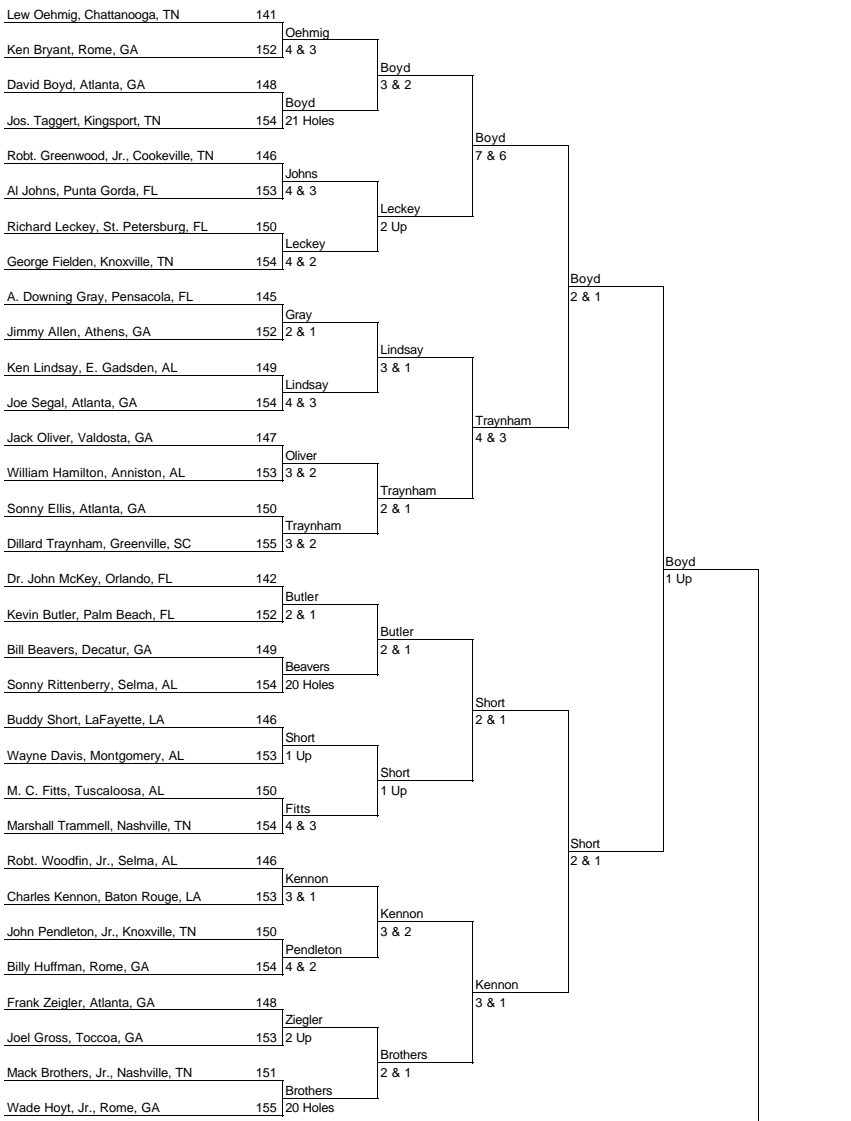 Lew Oehmig, Chattanooga, TN 141
Oehmig
Ken Bryant, Rome, GA 152 4 & 3
Boyd
David Boyd, Atlanta, GA 148 3 & 2
Boyd
Jos. Taggert, Kingsport, TN 154 21 Holes
Boyd
Robt. Greenwood, Jr., Cookeville, TN 146 7 & 6
Johns
Al Johns, Punta Gorda, FL 153 4 & 3
Leckey
Richard Leckey, St. Petersburg, FL 150 2 Up
Leckey
George Fielden, Knoxville, TN 154 4 & 2
Boyd
A. Downing Gray, Pensacola, FL 145 2 & 1
Gray
Jimmy Allen, Athens, GA 152 2 & 1
Lindsay
Ken Lindsay, E. Gadsden, AL 149 3 & 1
Lindsay
Joe Segal, Atlanta, GA 154 4 & 3
Traynham
Jack Oliver, Valdosta, GA 147 4 & 3
Oliver
William Hamilton, Anniston, AL 153 3 & 2
Traynham
Sonny Ellis, Atlanta, GA 150 2 & 1
Traynham
Dillard Traynham, Greenville, SC 155 3 & 2
Boyd
Dr. John McKey, Orlando, FL 142 1 Up
Butler
Kevin Butler, Palm Beach, FL 152 2 & 1
Butler
Bill Beavers, Decatur, GA 149 2 & 1
Beavers
Sonny Rittenberry, Selma, AL 154 20 Holes
Short
Buddy Short, LaFayette, LA 146 2 & 1
Short
Wayne Davis, Montgomery, AL 153 1 Up
Short
M. C. Fitts, Tuscaloosa, AL 150 1 Up
Fitts
Marshall Trammell, Nashville, TN 154 4 & 3
Short
Robt. Woodfin, Jr., Selma, AL 146 2 & 1
Kennon
Charles Kennon, Baton Rouge, LA 153 3 & 1
Kennon
John Pendleton, Jr., Knoxville, TN 150 3 & 2
Pendleton
Billy Huffman, Rome, GA 154 4 & 2
Kennon
Frank Zeigler, Atlanta, GA 148 3 & 1
Ziegler
Joel Gross, Toccoa, GA 153 2 Up
Brothers
Mack Brothers, Jr., Nashville, TN 151 2 & 1
Brothers
Wade Hoyt, Jr., Rome, GA 155 20 Holes